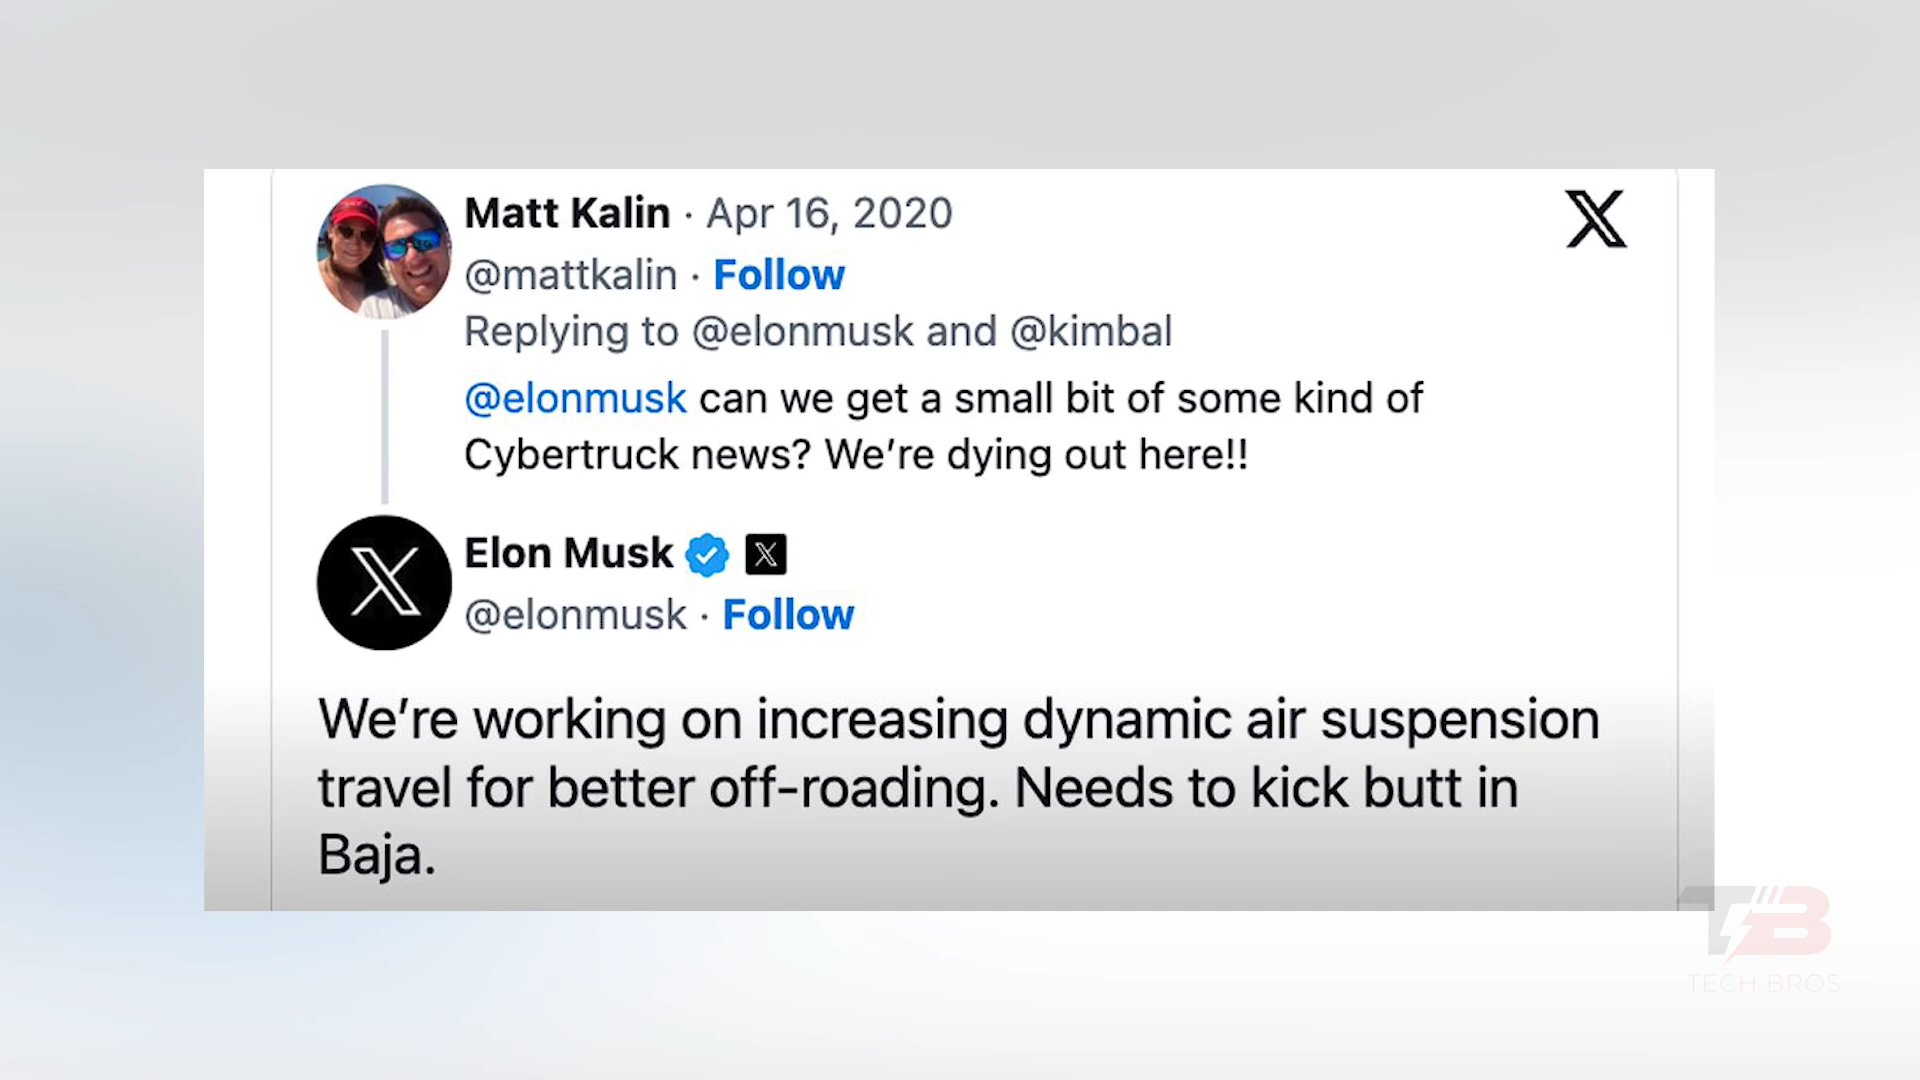 Matt Kalin · Apr 16, 2020
@mattkalin · Follow
Replying to @elonmusk and @kimbal
@elonmusk can we get a small bit of some kind of
Cybertruck news? We’re dying out here!!
Elon Musk
@elonmusk · Follow
We’re working on increasing dynamic air suspension
travel for better off-roading. Needs to kick butt in
Baja.
TB
TECH BROS